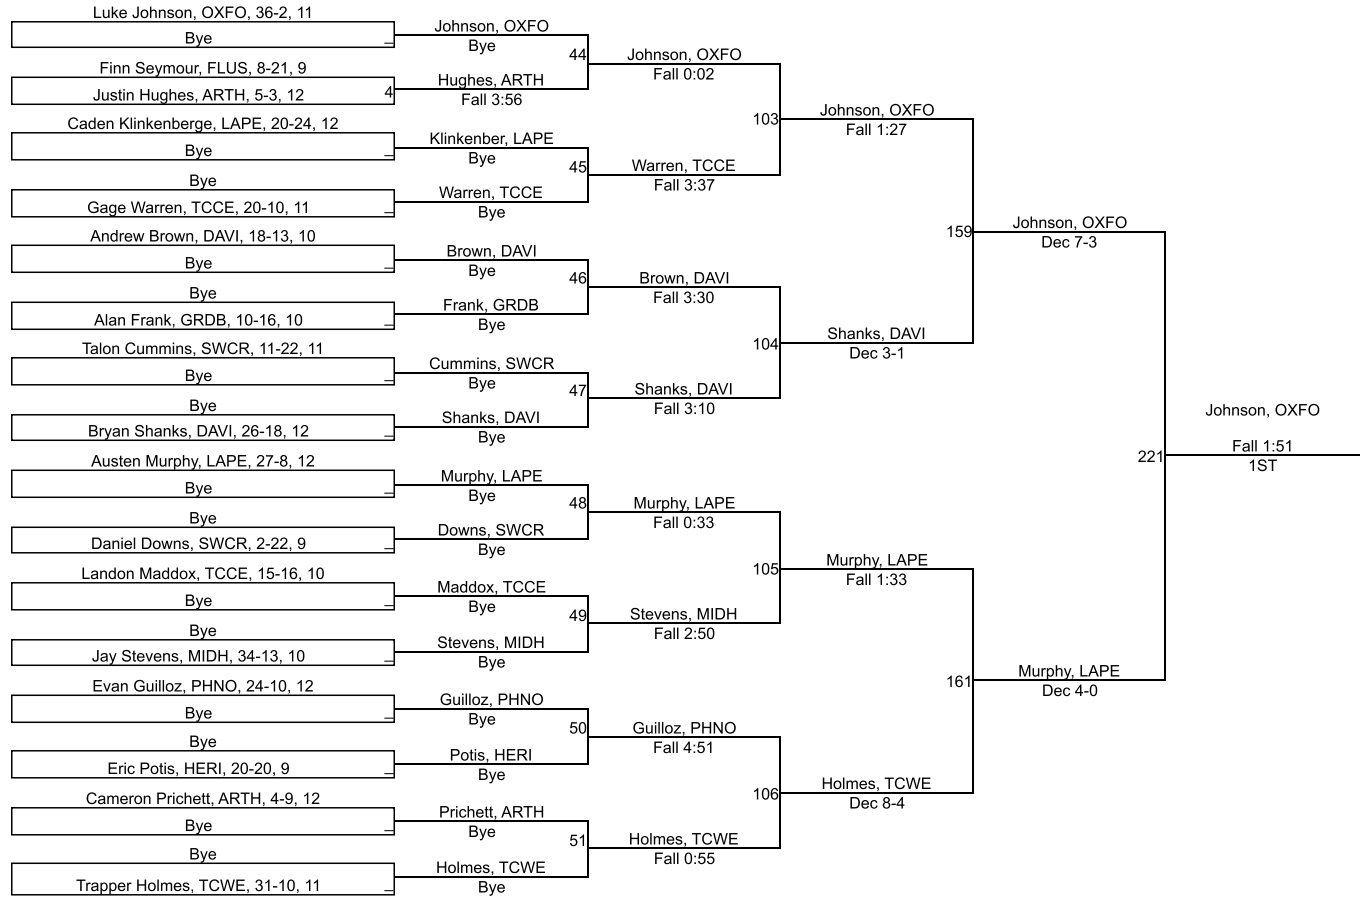 Luke Johnson, OXFO, 36-2, 11
Bye
_
Finn Seymour, FLUS, 8-21, 9
Justin Hughes, ARTH, 5-3, 12
4
Caden Klinkenberge, LAPE, 20-24, 12
Bye
_
Bye
Gage Warren, TCCE, 20-10, 11
_
Andrew Brown, DAVI, 18-13, 10
Bye
_
Bye
Alan Frank, GRDB, 10-16, 10
_
Talon Cummins, SWCR, 11-22, 11
Bye
_
Bye
Bryan Shanks, DAVI, 26-18, 12
_
Austen Murphy, LAPE, 27-8, 12
Bye
_
Bye
Daniel Downs, SWCR, 2-22, 9
_
Landon Maddox, TCCE, 15-16, 10
Bye
_
Bye
Jay Stevens, MIDH, 34-13, 10
_
Evan Guilloz, PHNO, 24-10, 12
Bye
_
Bye
Eric Potis, HERI, 20-20, 9
_
Cameron Prichett, ARTH, 4-9, 12
Bye
_
Bye
Trapper Holmes, TCWE, 31-10, 11
_
Johnson, OXFO
Bye
44
Hughes, ARTH
Fall 3:56
Klinkenber, LAPE
Bye
45
Warren, TCCE
Bye
Brown, DAVI
Bye
46
Frank, GRDB
Bye
Cummins, SWCR
Bye
47
Shanks, DAVI
Bye
Murphy, LAPE
Bye
48
Downs, SWCR
Bye
Maddox, TCCE
Bye
49
Stevens, MIDH
Bye
Guilloz, PHNO
Bye
50
Potis, HERI
Bye
Prichett, ARTH
Bye
51
Holmes, TCWE
Bye
Johnson, OXFO
Fall 0:02
103
Warren, TCCE
Fall 3:37
Brown, DAVI
Fall 3:30
104
Shanks, DAVI
Fall 3:10
Murphy, LAPE
Fall 0:33
105
Stevens, MIDH
Fall 2:50
Guilloz, PHNO
Fall 4:51
106
Holmes, TCWE
Fall 0:55
Johnson, OXFO
Fall 1:27
159
Shanks, DAVI
Dec 3-1
Murphy, LAPE
Fall 1:33
161
Holmes, TCWE
Dec 8-4
Johnson, OXFO
Dec 7-3
221
Murphy, LAPE
Dec 4-0
Johnson, OXFO
Fall 1:51
1ST